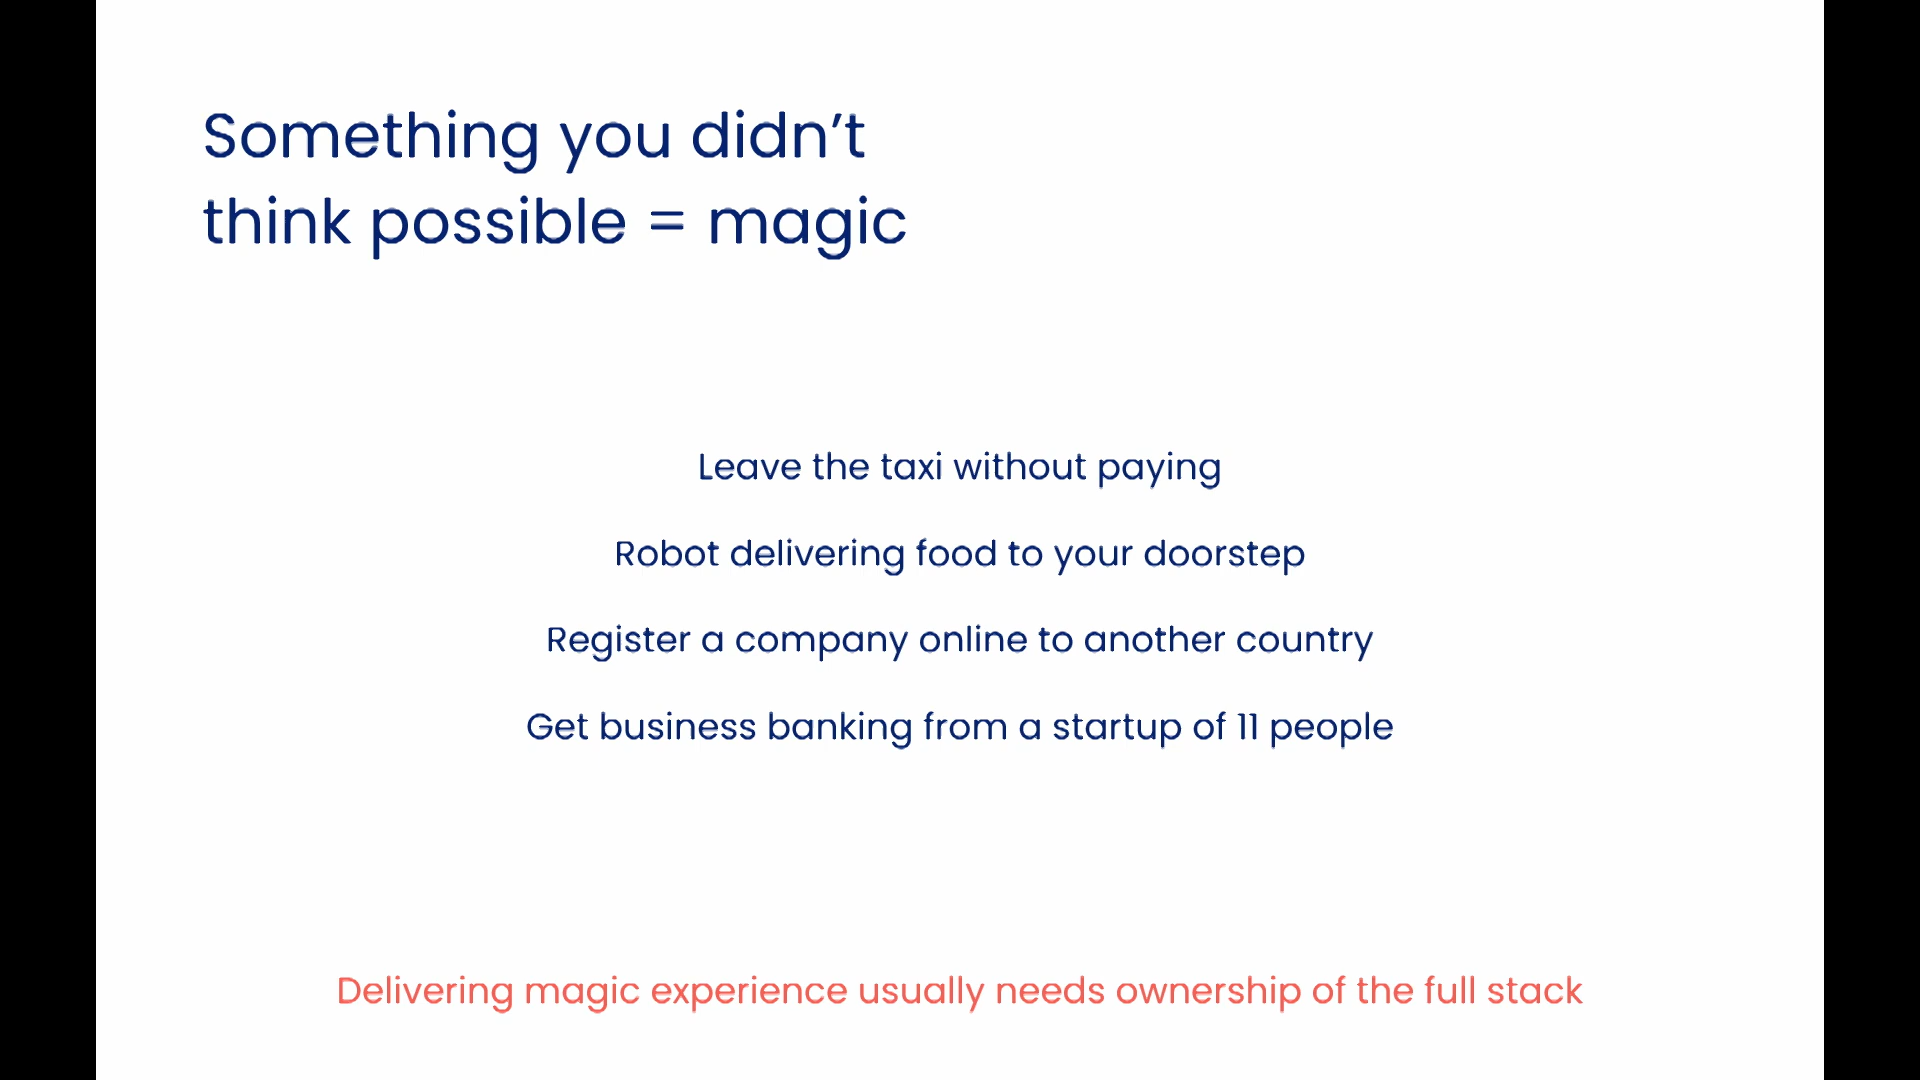 Something you didn’t
think possible = magic
Leave the taxi without paying
Robot delivering food to your doorstep
Register a company online to another country
Get business banking from a startup of 11 people
Delivering magic experience usually needs ownership of the full stack